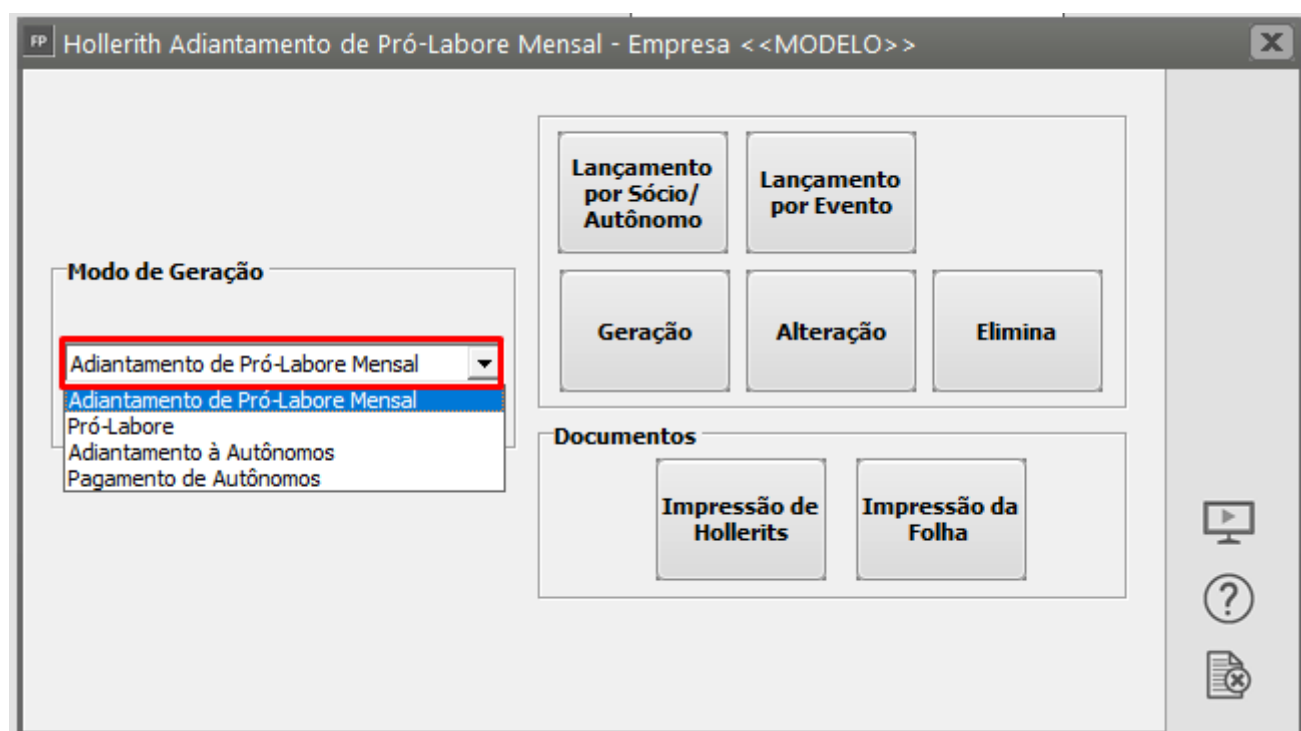 FP Hollerith Adiantamento de Pró-Labore Mensal - Empresa <<MODELO>>
Modo de Geração
Adiantamento de Pró-Labore Mensal
Adiantamento de Pró-Labore Mensal
Pró-Labore
Adiantamento à Autônomos
Pagamento de Autônomos
Lançamento
por Sócio/
Autônomo
Lançamento
por Evento
Geração
Alteração
Elimina
Documentos
Impressão de
Hollerits
Impressão da
Folha